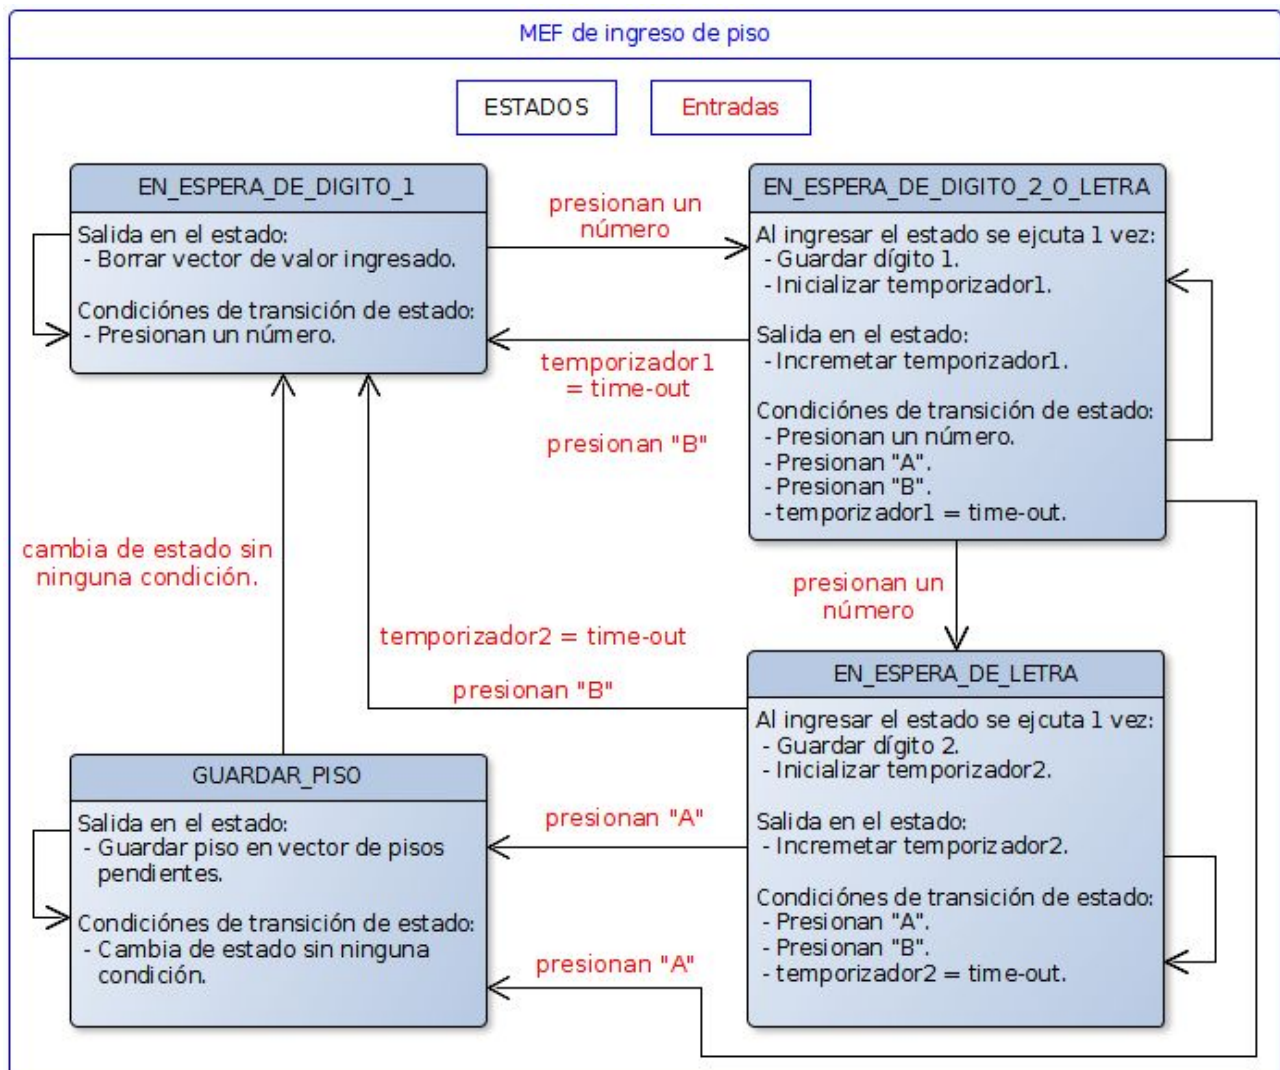 MEF de ingreso de piso
ESTADOS
Entradas
EN_ESPERA_DE_DIGITO_1
Salida en el estado:
- Borrar vector de valor ingresado.
Condiciónes de transición de estado:
- Presionan un número.
presionan un
número
temporizador1
= time-out
presionan "B"
EN_ESPERA_DE_DIGITO_2_O_LETRA
Al ingresar el estado se ejcuta 1 vez:
- Guardar dígito 1.
- Inicializar temporizador1.
Salida en el estado:
- Incremetar temporizador1.
Condiciónes de transición de estado:
- Presionan un número.
- Presionan "A".
- Presionan "B".
- temporizador1 = time-out.
cambia de estado sin
ninguna condición.
presionan un
número
temporizador2 = time-out
presionan "B"
EN_ESPERA_DE_LETRA
Al ingresar el estado se ejcuta 1 vez:
- Guardar dígito 2.
- Inicializar temporizador2.
Salida en el estado:
- Incremetar temporizador2.
Condiciónes de transición de estado:
- Presionan "A".
- Presionan "B".
- temporizador2 = time-out.
GUARDAR_PISO
Salida en el estado:
- Guardar piso en vector de pisos
pendientes.
Condiciónes de transición de estado:
- Cambia de estado sin ninguna
condición.
presionan "A"
presionan "A"